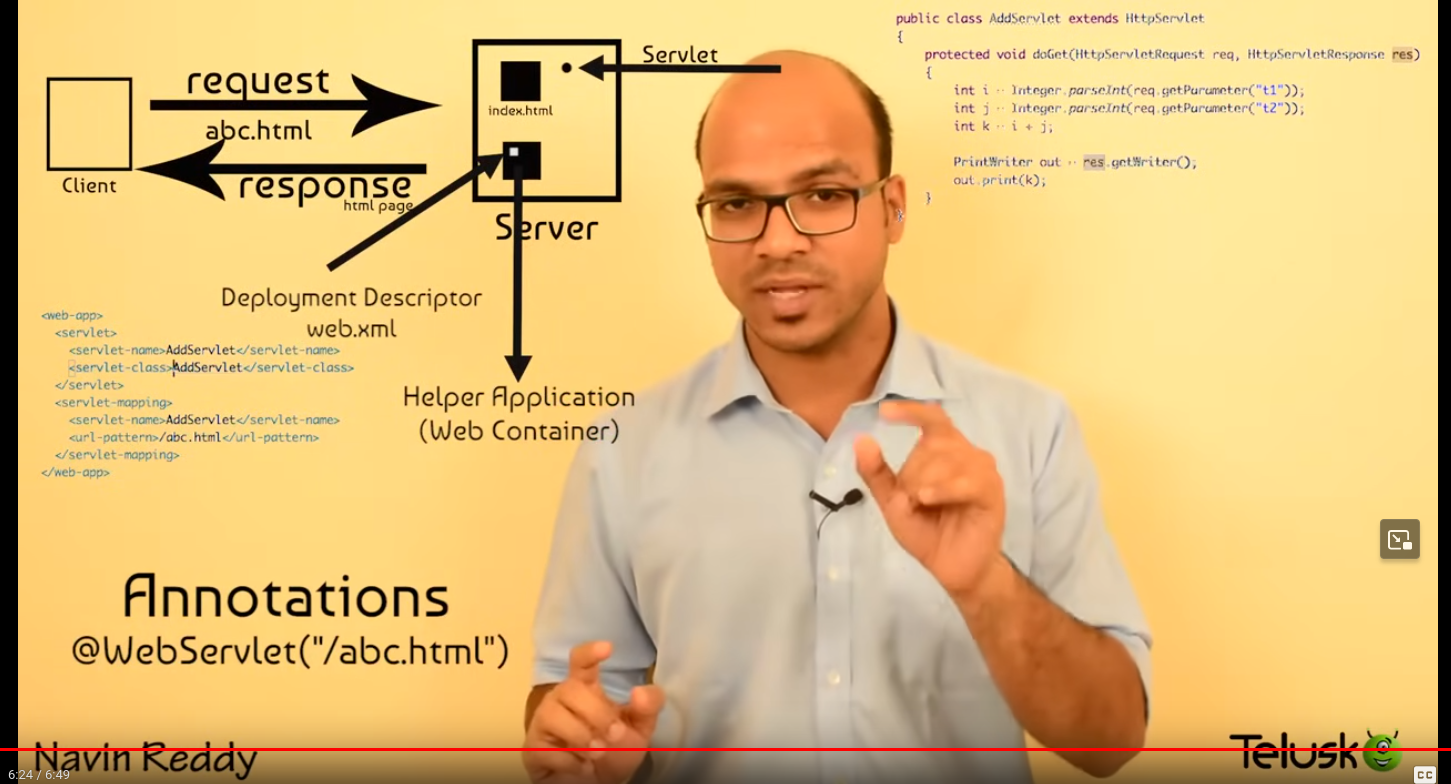 request
abc.html
Client
response
html page
Servlet
index.html
Server
Deployment Descriptor
web.xml
Helper Application
(Web Container)
public class AddServlet extends HttpServlet
{
protected void doGet(HttpServletRequest req, HttpServletResponse res)
{
int i = Integer.parseInt(req.getParameter("t1"));
int j = Integer.parseInt(req.getParameter("t2"));
int k = i + j;
PrintWriter out = res.getWriter();
out.print(k);
}
}
<web-app>
<servlet>
<servlet-name>AddServlet</servlet-name>
<servlet-class>AddServlet</servlet-class>
</servlet>
<servlet-mapping>
<servlet-name>AddServlet</servlet-name>
<url-pattern>/abc.html</url-pattern>
</servlet-mapping>
</web-app>
Annotations
@WebServlet("/abc.html")
Navin Reddy
Telusko
6:24 / 6:49
CC